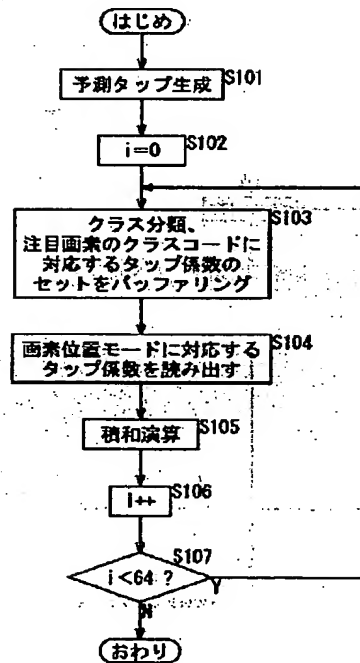 はじめ
S101
予測タップ生成
S102
i=0
S103
クラス分類、
注目画素のクラスコードに
対応するタップ係数の
セットをバッファリング
S104
画素位置モードに対応する
タップ係数を読み出す
S105
積和演算
S106
i++
S107
i<64 ?
Y
N
おわり